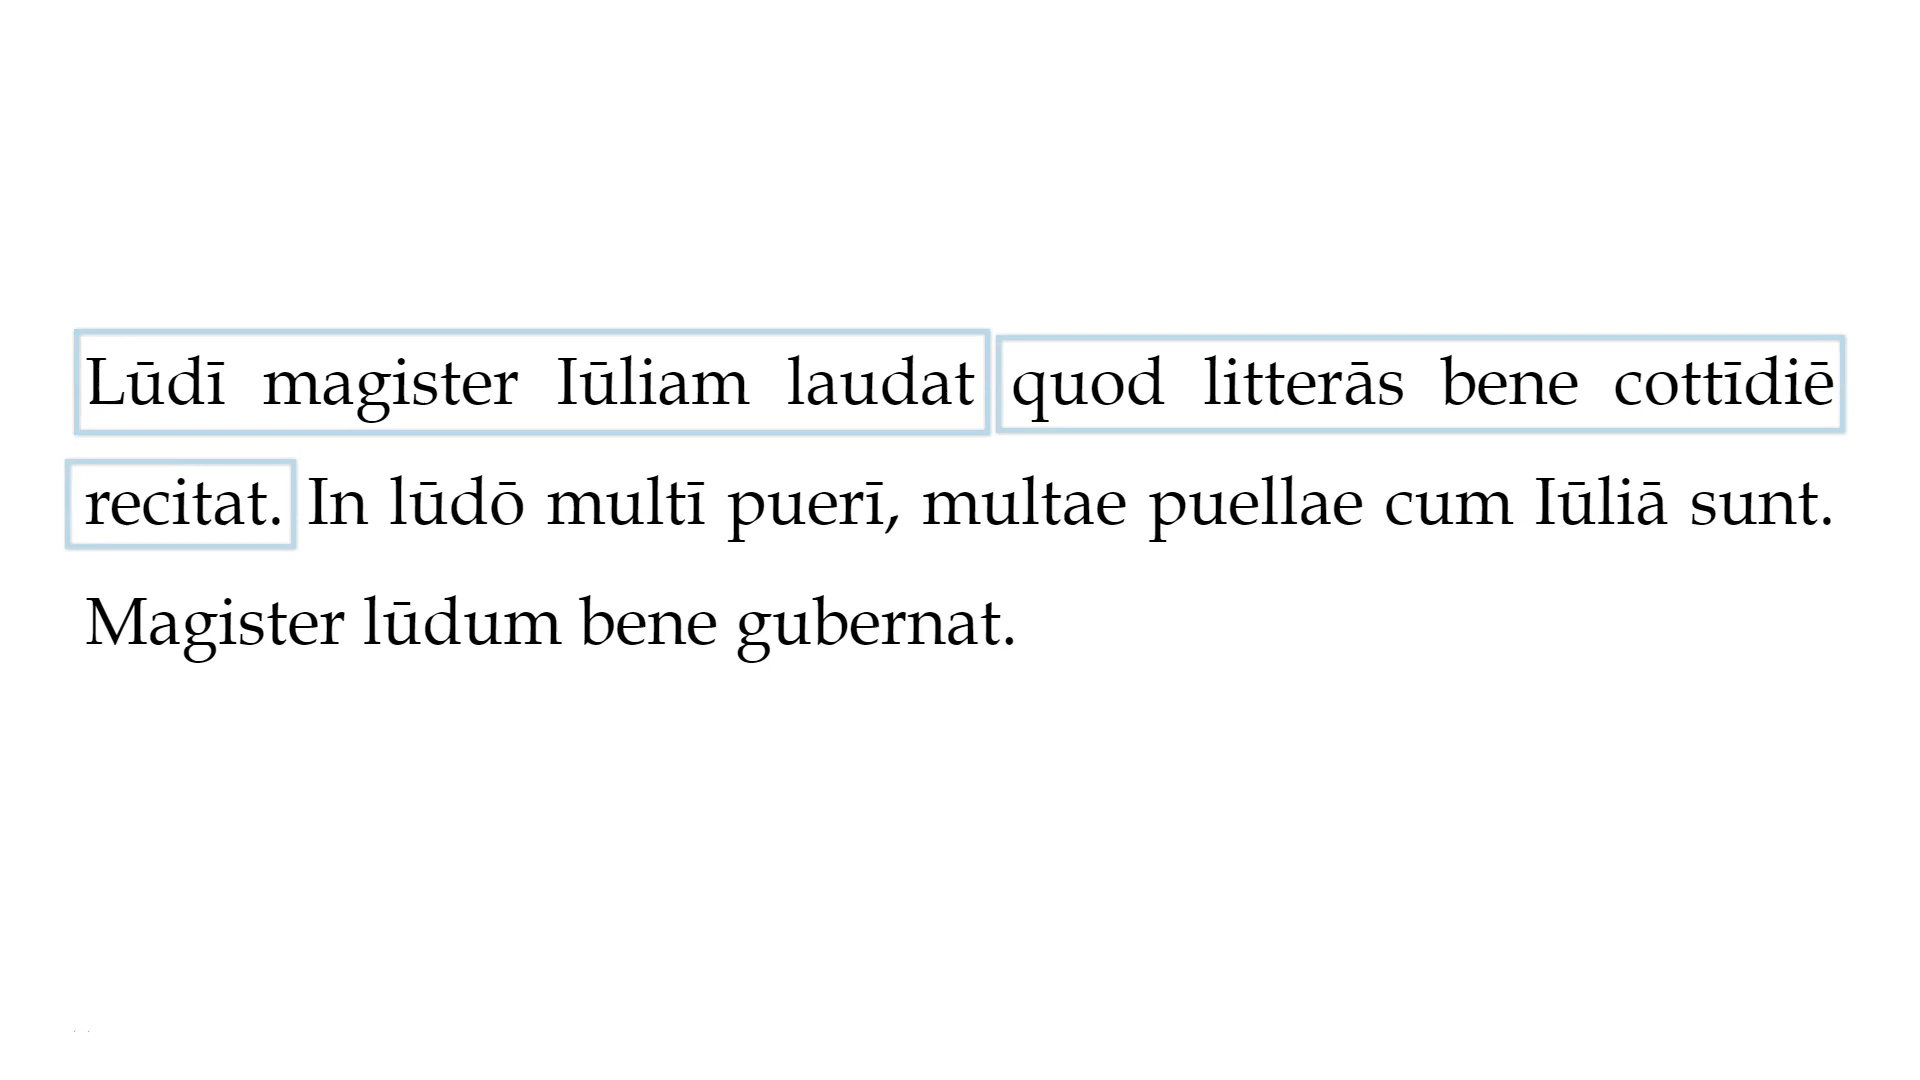 Lūdī magister Iūliam laudat quod litterās bene cottīdiē
recitat. In lūdō multī puerī, multae puellae cum Iūliā sunt.
Magister lūdum bene gubernat.